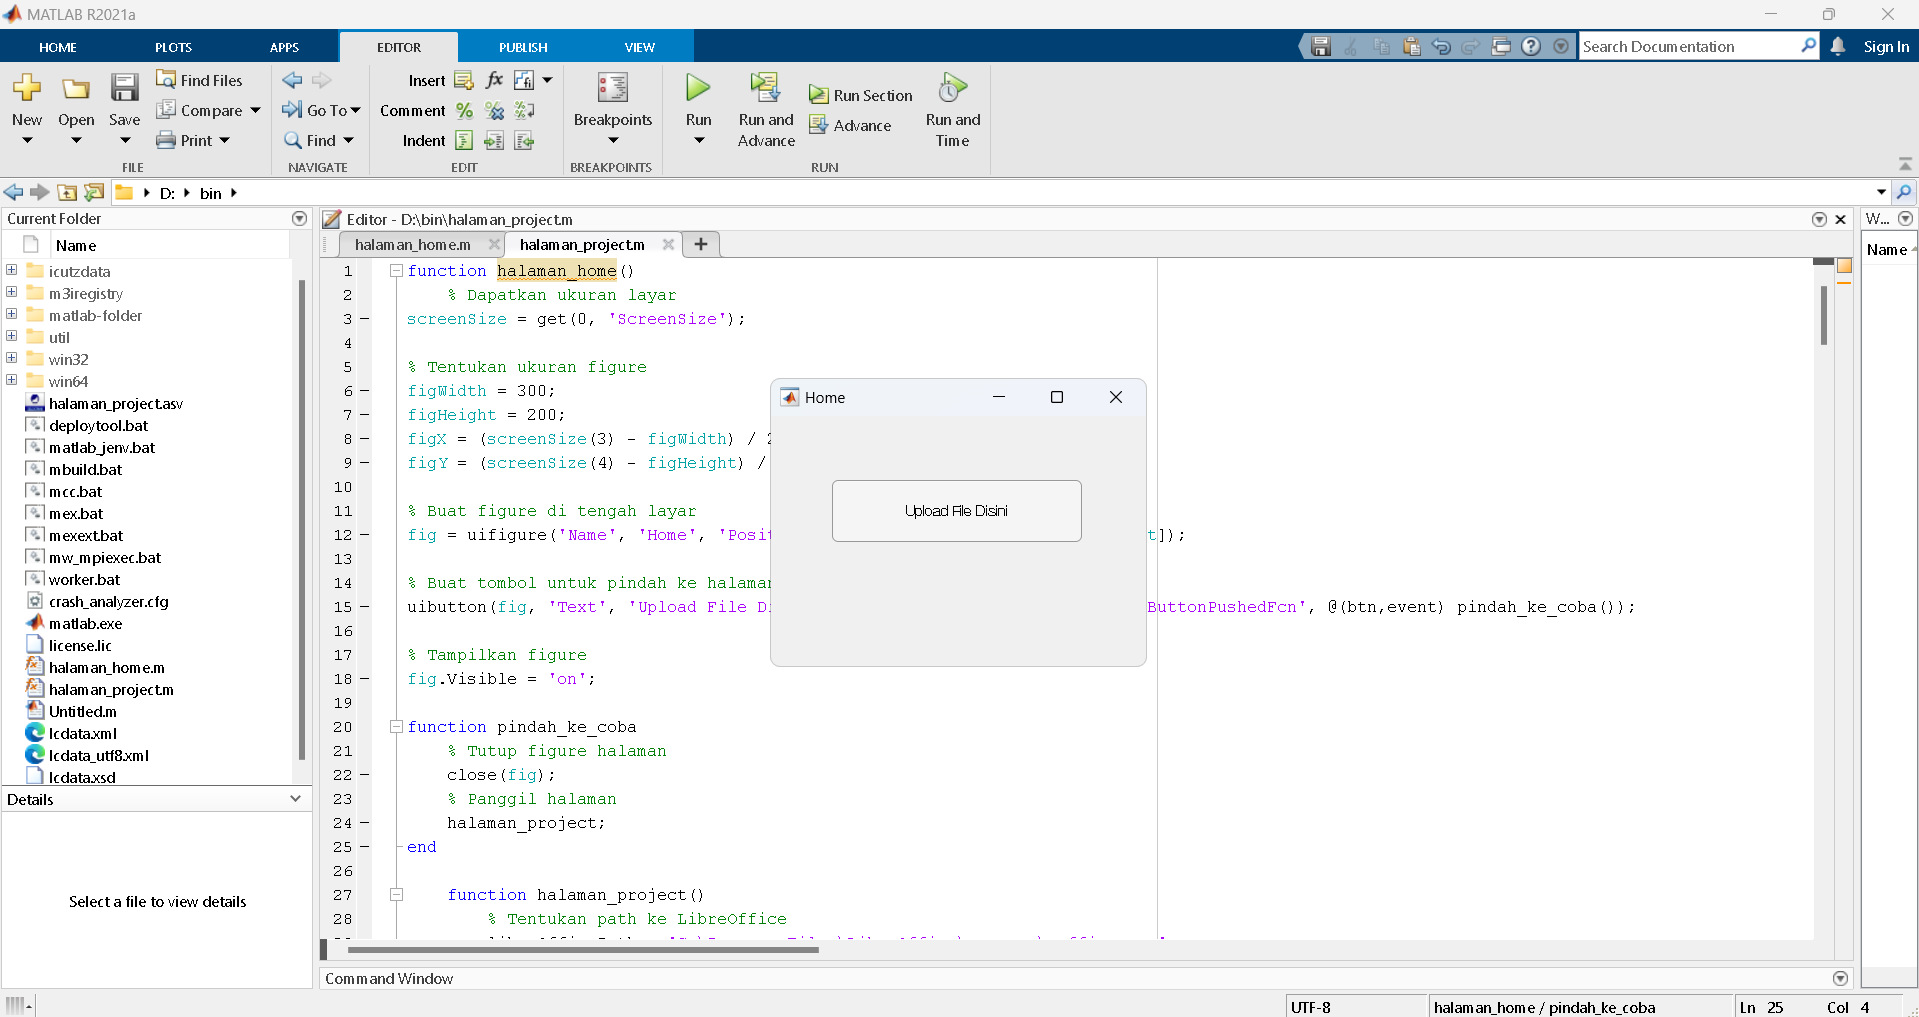 MATLAB R2021a
HOME PLOTS APPS EDITOR PUBLISH VIEW
Search Documentation
Sign In
New
Open
Save
Find Files
Compare
Print
FILE
Go To
Find
NAVIGATE
Insert
fx
Comment
Indent
EDIT
Breakpoints
BREAKPOINTS
Run
Run and
Advance
Run Section
Advance
Run and
Time
RUN
D: bin
Current Folder
Name
icutzdata
m3iregistry
matlab-folder
util
win32
win64
halaman_project.asv
deploytool.bat
matlab_jenv.bat
mbuild.bat
mcc.bat
mex.bat
mexext.bat
mw_mpiexec.bat
worker.bat
crash_analyzer.cfg
matlab.exe
license.lic
halaman_home.m
halaman_project.m
Untitled.m
lcdata.xml
lcdata_utf8.xml
lcdata.xsd
Details
Select a file to view details
Editor - D:\bin\halaman_project.m
halaman_home.m
halaman_project.m
1 function halaman_home()
2 % Dapatkan ukuran layar
3 screenSize = get(0, 'ScreenSize');
4
5 % Tentukan ukuran figure
6 figWidth = 300;
7 figHeight = 200;
8 figX = (screenSize(3) - figWidth) / 2
9 figY = (screenSize(4) - figHeight) /
10
11 % Buat figure di tengah layar
12 fig = uifigure('Name', 'Home', 'Posit t]);
13
14 % Buat tombol untuk pindah ke halaman
15 uibutton(fig, 'Text', 'Upload File Di ButtonPushedFcn', @(btn,event) pindah_ke_coba());
16
17 % Tampilkan figure
18 fig.Visible = 'on';
19
20 function pindah_ke_coba
21 % Tutup figure halaman
22 close(fig);
23 % Panggil halaman
24 halaman_project;
25 end
26
27 function halaman_project()
28 % Tentukan path ke LibreOffice
Home
Upload File Disini
W...
Name
Command Window
UTF-8
halaman_home / pindah_ke_coba
Ln 25 Col 4